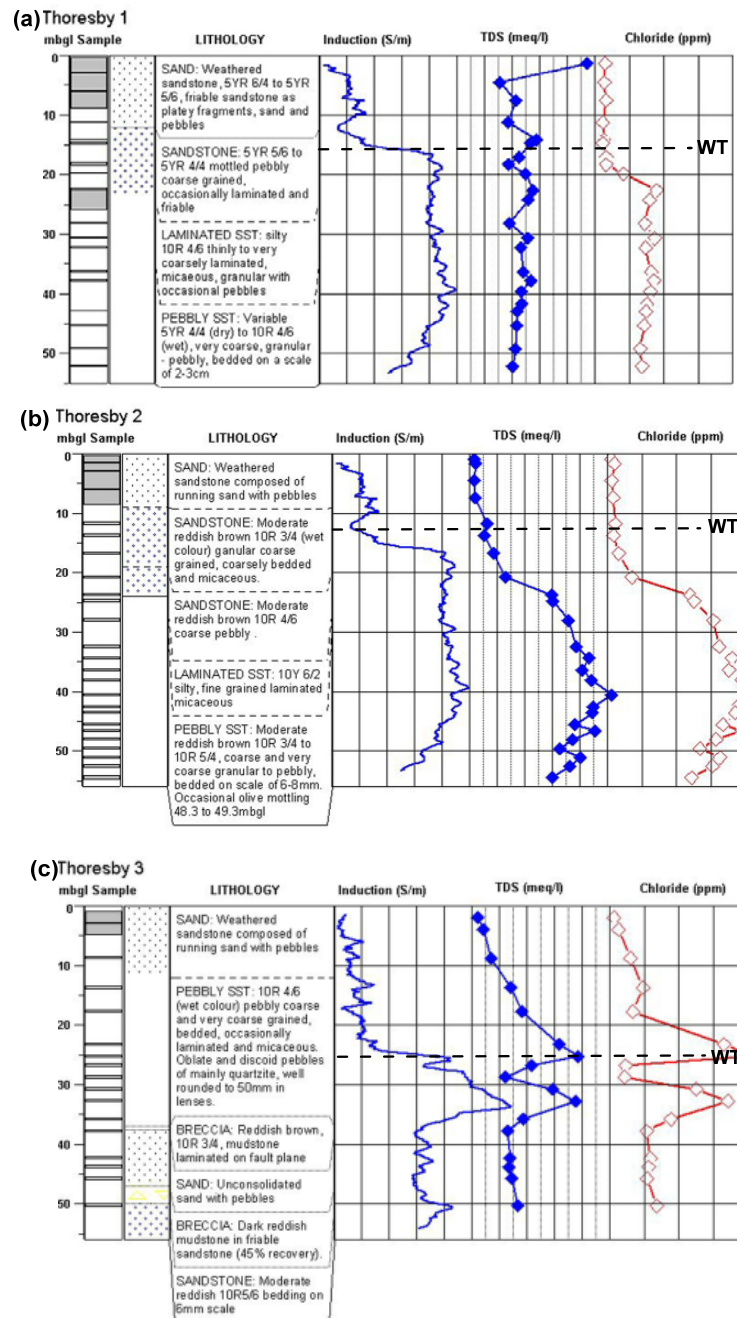 (a) Thoresby 1
mbgl Sample LITHOLOGY Induction (S/m) TDS (meq/l) Chloride (ppm)
0
10
20
30
40
50
SAND: Weathered
sandstone, 5YR 6/4 to 5YR
5/6, friable sandstone as
platey fragments, sand and
pebbles
SANDSTONE: 5YR 5/6 to
5YR 4/4 mottled pebbly
coarse grained,
occasionally laminated and
friable
LAMINATED SST: silty
10R 4/6 thinly to very
coarsely laminated,
micaeous, granular with
occasional pebbles
PEBBLY SST: Variable
5YR 4/4 (dry) to 10R 4/6
(wet), very coarse, granular
- pebbly, bedded on a scale
of 2-3cm
WT
(b) Thoresby 2
mbgl Sample LITHOLOGY Induction (S/m) TDS (meq/l) Chloride (ppm)
0
10
20
30
40
50
SAND: Weathered
sandstone composed of
running sand with pebbles
SANDSTONE: Moderate
reddish brown 10R 3/4 (wet
colour) ganular coarse
grained, coarsely bedded
and micaceous.
SANDSTONE: Moderate
reddish brown 10R 4/6
coarse pebbly .
LAMINATED SST: 10Y 6/2
silty, fine grained laminated
micaceous
PEBBLY SST: Moderate
reddish brown 10R 3/4 to
10R 5/4, coarse and very
coarse granular to pebbly,
bedded on scale of 6-8mm.
Occasional olive mottling
48.3 to 49.3mbgl
WT
(c) Thoresby 3
mbgl Sample LITHOLOGY Induction (S/m) TDS (meq/l) Chloride (ppm)
0
10
20
30
40
50
SAND: Weathered
sandstone composed of
running sand with pebbles
PEBBLY SST: 10R 4/6
(wet colour) pebbly coarse
and very coarse grained,
bedded, occasionally
laminated and micaceous.
Oblate and discoid pebbles
of mainly quartzite, well
rounded to 50mm in
lenses.
BRECCIA: Reddish brown,
10R 3/4, mudstone
laminated on fault plane
SAND: Unconsolidated
sand with pebbles
BRECCIA: Dark reddish
mudstone in friable
sandstone (45% recovery).
SANDSTONE: Moderate
reddish 10R5/6 bedding on
6mm scale
WT